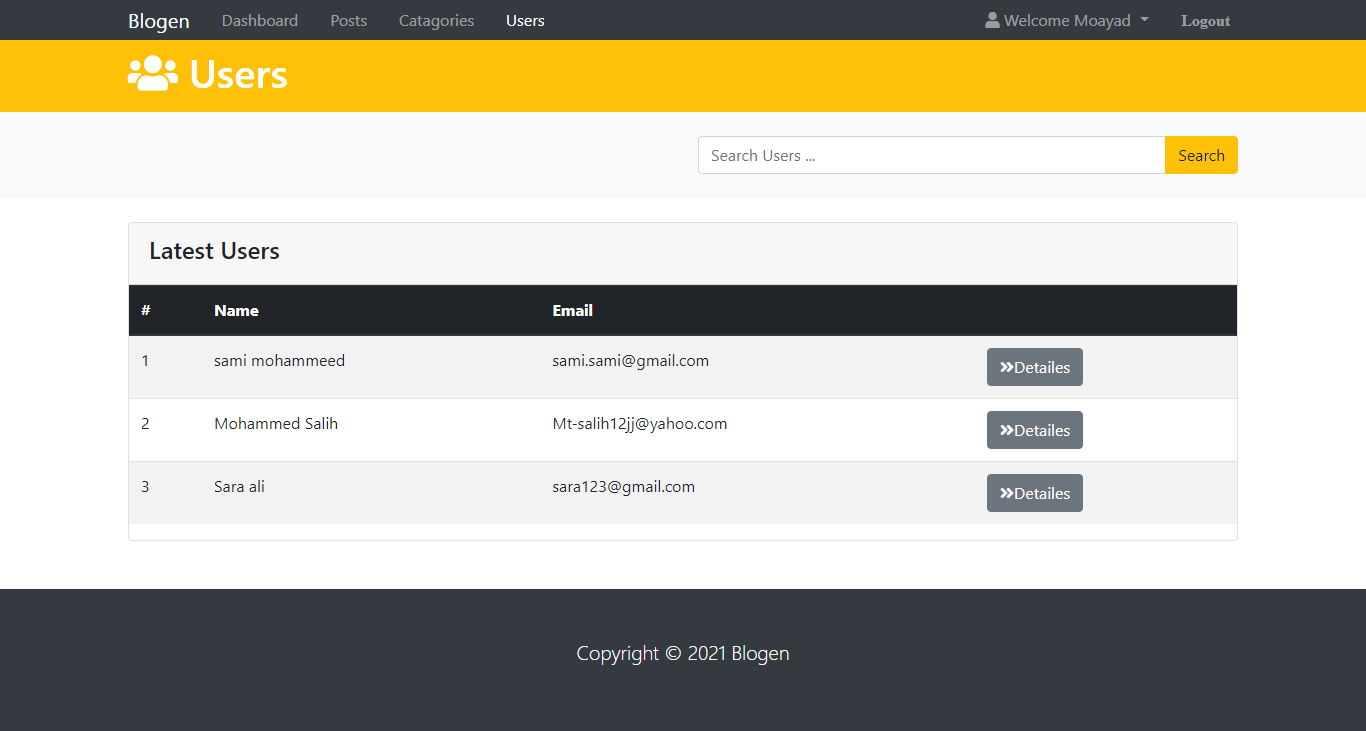 Blogen Dashboard Posts Catagories Users Welcome Moayad Logout
Users
Search Users ... Search
Latest Users
# Name Email
1 sami mohammeed sami.sami@gmail.com Detailes
2 Mohammed Salih Mt-salih12jj@yahoo.com Detailes
3 Sara ali sara123@gmail.com Detailes
Copyright © 2021 Blogen